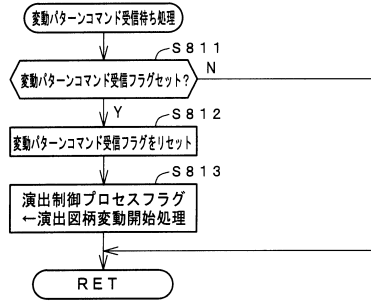 変動パターンコマンド受信待ち処理
S811
変動パターンコマンド受信フラグセット?
N
Y
S812
変動パターンコマンド受信フラグをリセット
S813
演出制御プロセスフラグ
←演出図柄変動開始処理
RET